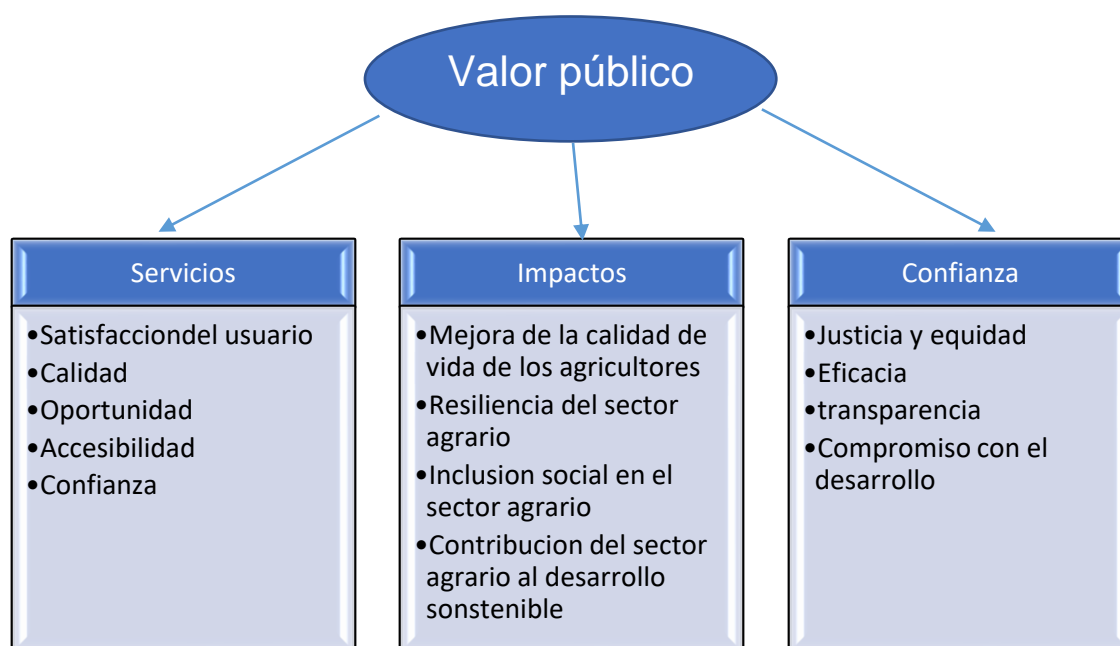 Valor público
Servicios
•Satisfacciondel usuario
•Calidad
•Oportunidad
•Accesibilidad
•Confianza
Impactos
•Mejora de la calidad de
vida de los agricultores
•Resiliencia del sector
agrario
•Inclusion social en el
sector agrario
•Contribucion del sector
agrario al desarrollo
sonstenible
Confianza
•Justicia y equidad
•Eficacia
•transparencia
•Compromiso con el
desarrollo